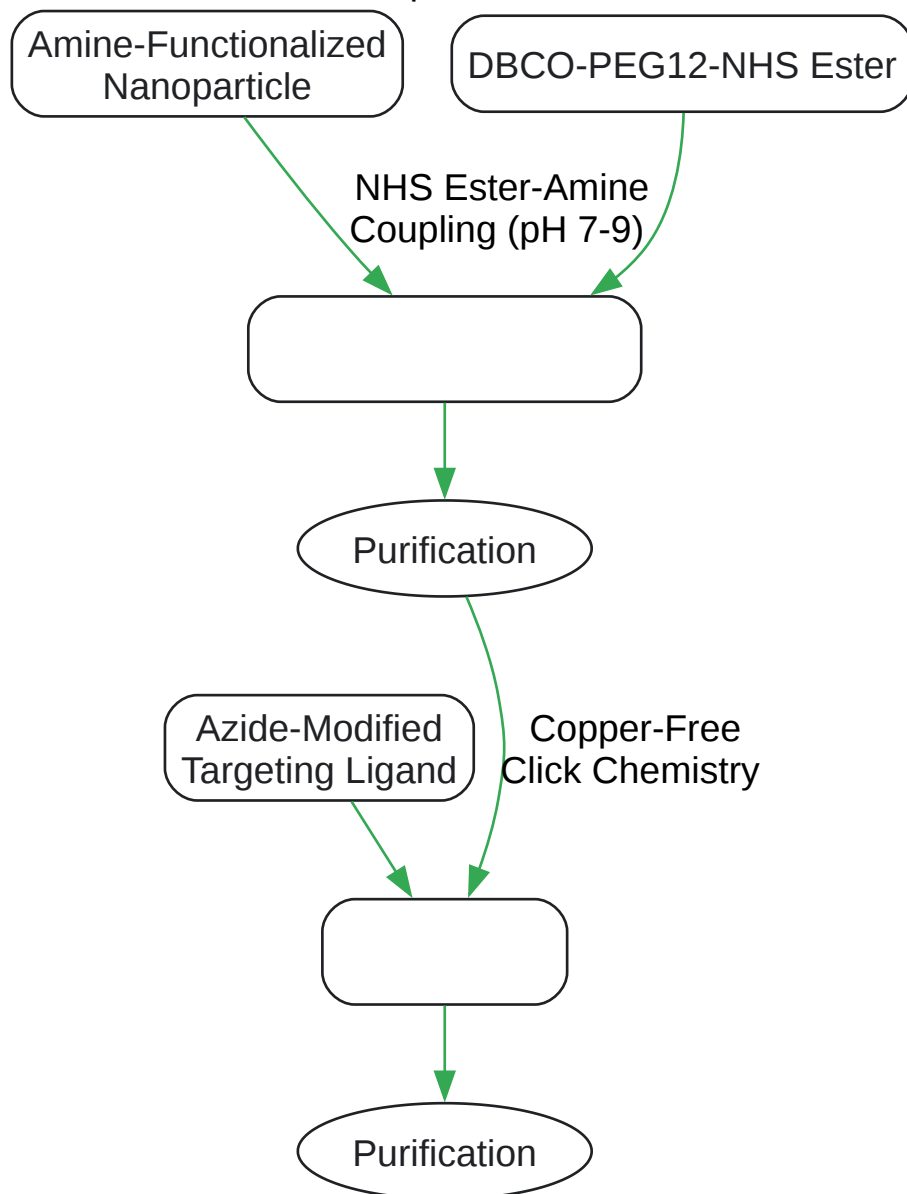 Amine-Functionalized
Nanoparticle
DBCO-PEG12-NHS Ester
NHS Ester-Amine
Coupling (pH 7-9)
Purification
Azide-Modified
Targeting Ligand
Copper-Free
Click Chemistry
Purification